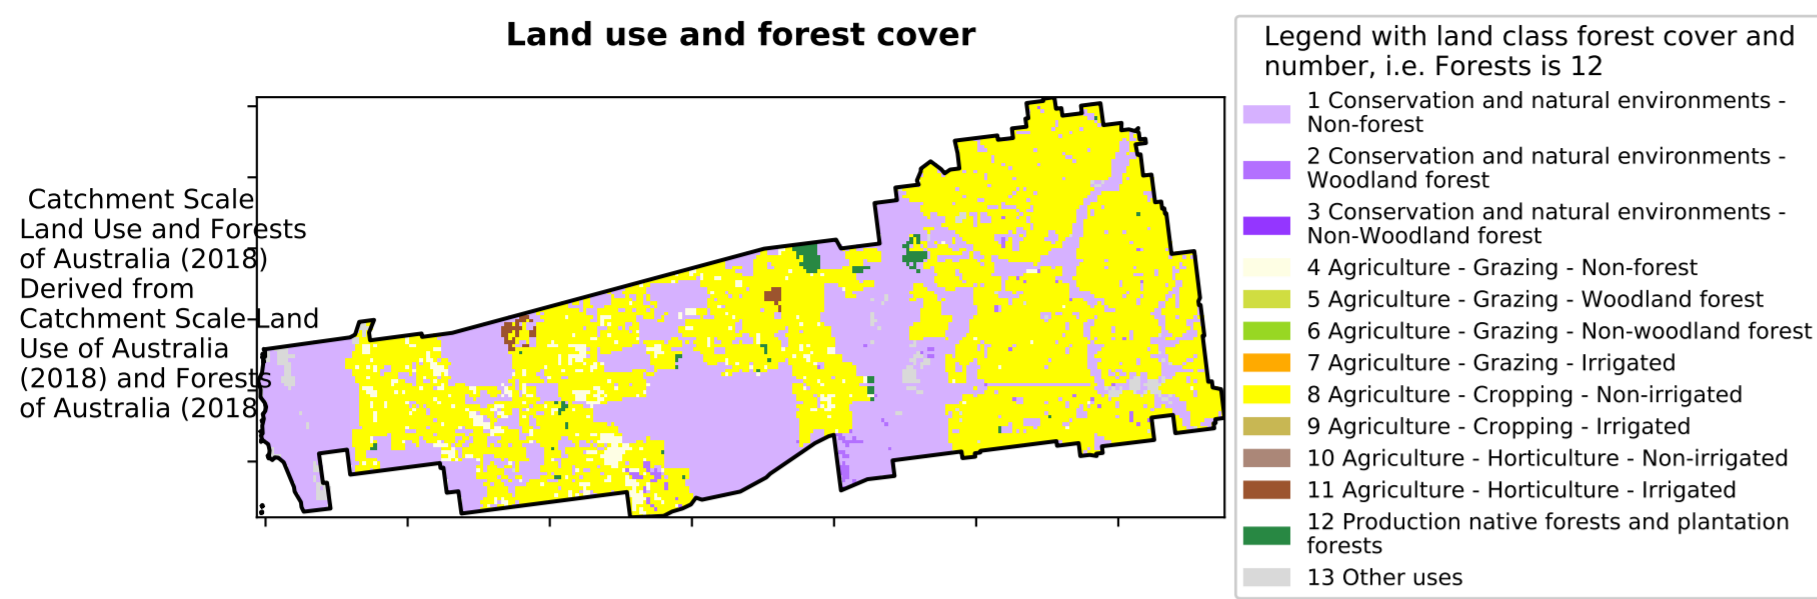 Land use and forest cover
Catchment Scale
Land Use and Forests
of Australia (2018)
Derived from
Catchment Scale Land
Use of Australia
(2018) and Forests
of Australia (2018
Legend with land class forest cover and
number, i.e. Forests is 12
1 Conservation and natural environments -
Non-forest
2 Conservation and natural environments -
Woodland forest
3 Conservation and natural environments -
Non-Woodland forest
4 Agriculture - Grazing - Non-forest
5 Agriculture - Grazing - Woodland forest
6 Agriculture - Grazing - Non-woodland forest
7 Agriculture - Grazing - Irrigated
8 Agriculture - Cropping - Non-irrigated
9 Agriculture - Cropping - Irrigated
10 Agriculture - Horticulture - Non-irrigated
11 Agriculture - Horticulture - Irrigated
12 Production native forests and plantation
forests
13 Other uses